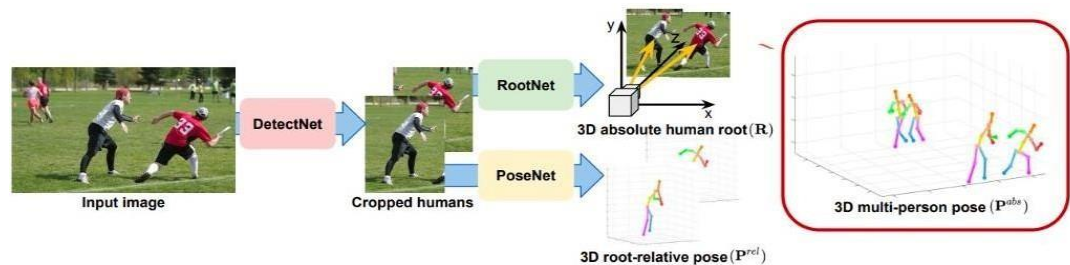 Input image
DetectNet
Cropped humans
RootNet
PoseNet
y
z
x
3D absolute human root (R)
3D root-relative pose (P^rel)
3D multi-person pose (P^abs)
33